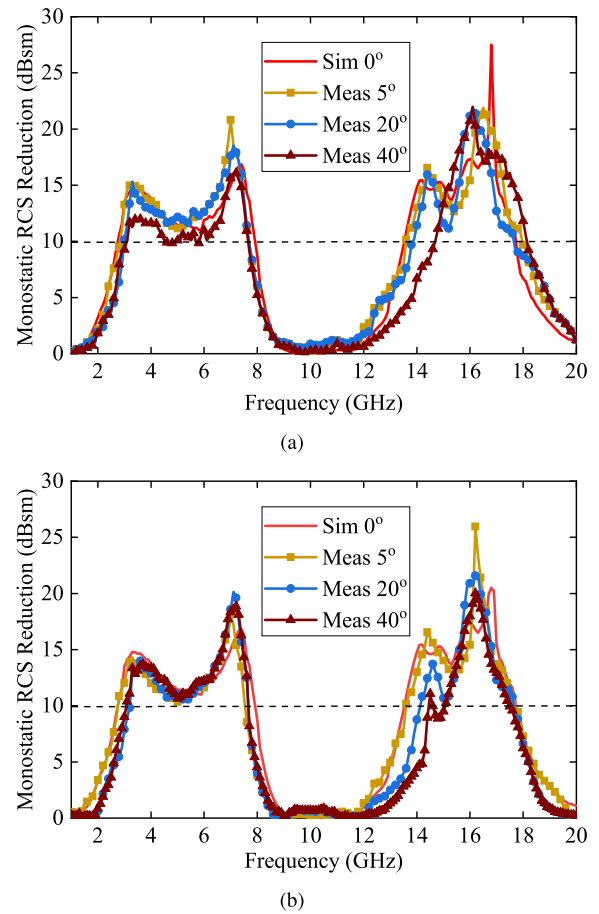 Monostatic RCS Reduction (dBsm)
30
25
20
15
10
5
0
Sim 0°
Meas 5°
Meas 20°
Meas 40°
2 4 6 8 10 12 14 16 18 20
Frequency (GHz)
(a)
Monostatic RCS Reduction (dBsm)
30
25
20
15
10
5
0
Sim 0°
Meas 5°
Meas 20°
Meas 40°
2 4 6 8 10 12 14 16 18 20
Frequency (GHz)
(b)